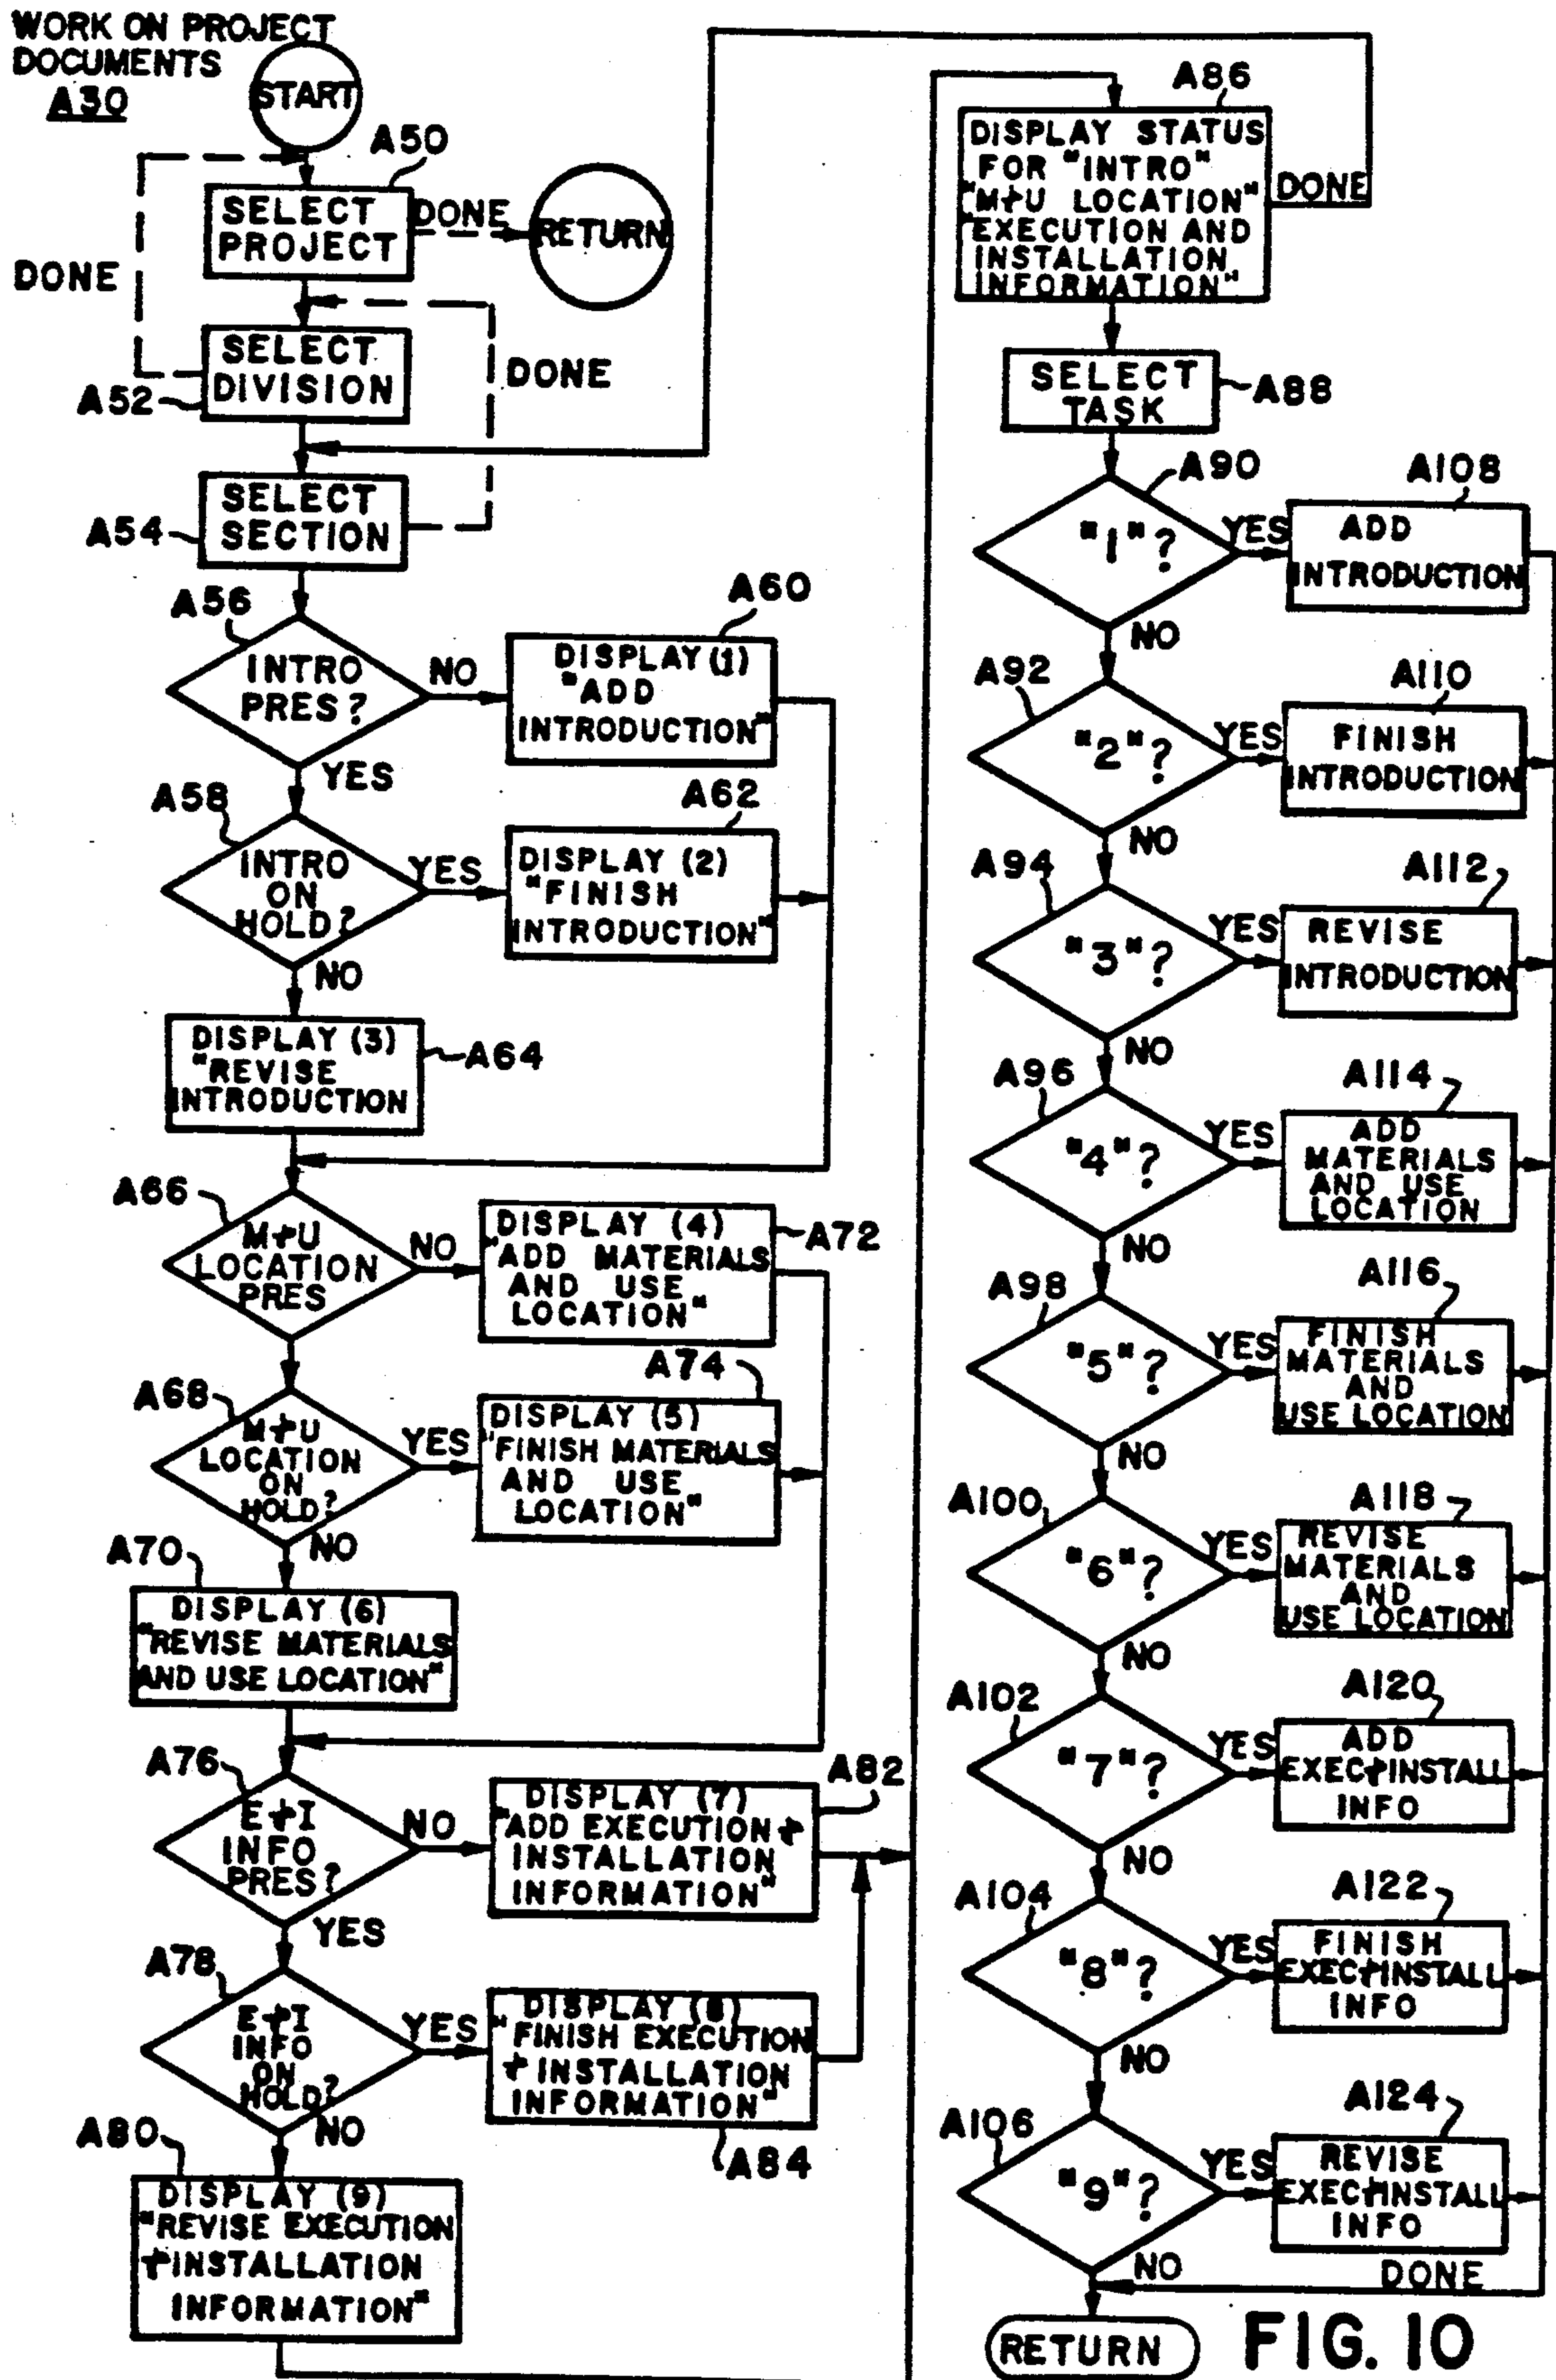 WORK ON PROJECT
DOCUMENTS
A30
START
A50
SELECT
PROJECT
DONE
RETURN
DONE
SELECT
DIVISION
A52
DONE
SELECT
SECTION
A54
A56
INTRO
PRES?
NO
YES
A60
DISPLAY (1)
"ADD
INTRODUCTION"
A58
INTRO
ON
HOLD?
YES
NO
A62
DISPLAY (2)
"FINISH
INTRODUCTION"
DISPLAY (3)
"REVISE
INTRODUCTION
A64
A66
M+U
LOCATION
PRES
NO
DISPLAY (4)
"ADD MATERIALS
AND USE
LOCATION"
A72
A68
M+U
LOCATION
ON
HOLD?
YES
NO
A74
DISPLAY (5)
"FINISH MATERIALS
AND USE
LOCATION"
A70
DISPLAY (6)
"REVISE MATERIALS
AND USE LOCATION"
A76
E+I
INFO
PRES?
NO
YES
A82
DISPLAY (7)
"ADD EXECUTION +
INSTALLATION
INFORMATION"
A78
E+I
INFO
ON
HOLD?
YES
NO
DISPLAY (8)
"FINISH EXECUTION
+INSTALLATION
INFORMATION"
A84
A80
DISPLAY (9)
"REVISE EXECUTION
+INSTALLATION
INFORMATION"
A86
DISPLAY STATUS
FOR "INTRO"
"M+U LOCATION"
"EXECUTION AND
INSTALLATION
INFORMATION"
DONE
SELECT
TASK
A88
A90
"1"?
YES
NO
A108
ADD
INTRODUCTION
A92
"2"?
YES
NO
A110
FINISH
INTRODUCTION
A94
"3"?
YES
NO
A112
REVISE
INTRODUCTION
A96
"4"?
YES
NO
A114
ADD
MATERIALS
AND USE
LOCATION
A98
"5"?
YES
NO
A116
FINISH
MATERIALS
AND
USE LOCATION
A100
"6"?
YES
NO
A118
REVISE
MATERIALS
AND
USE LOCATION
A102
"7"?
YES
NO
A120
ADD
EXEC+INSTALL
INFO
A104
"8"?
YES
NO
A122
FINISH
EXEC+INSTALL
INFO
A106
"9"?
YES
NO
A124
REVISE
EXEC+INSTALL
INFO
DONE
RETURN
FIG. 10